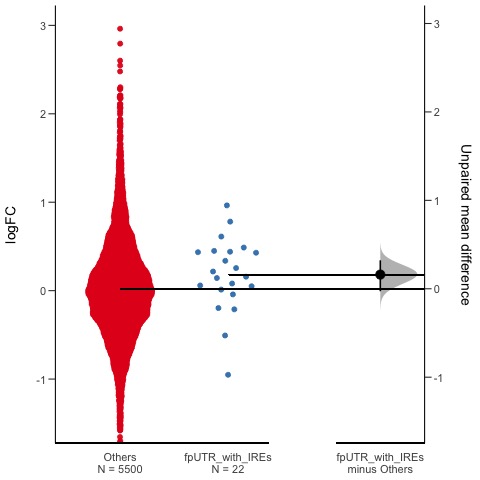 3
2
1
0
-1
logFC
3
2
1
0
-1
Unpaired mean difference
Others
N = 5500
fpUTR_with_IREs
N = 22
fpUTR_with_IREs
minus Others